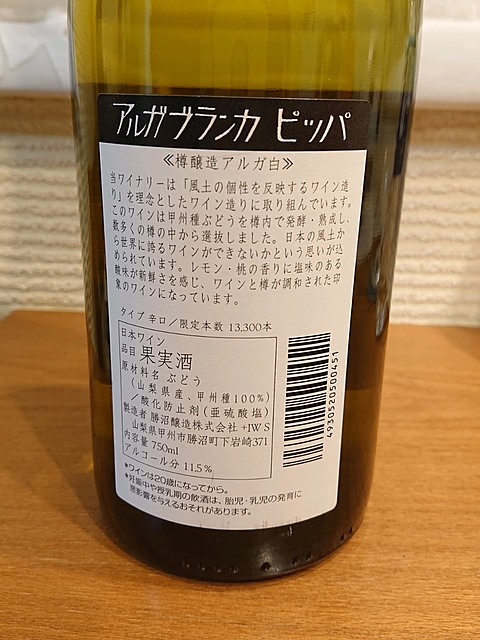 アルガブランカ ピッパ
≪樽醸造アルガ白≫
当ワイナリーは「風土の個性を反映するワイン造
り」を理念としたワイン造りに取り組んでいます。
このワインは甲州種ぶどうを樽内で発酵・熟成し、
数多くの樽の中から選抜しました。日本の風土か
ら世界に誇るワインができないかという思いが込
められています。レモン・桃の香りに塩味のある
酸味が新鮮さを感じ、ワインと樽が調和された印
象のワインになっています。
タイプ 辛口／限定本数 13,300本
日本ワイン
品目 果実酒
原材料名 ぶどう
(山梨県産、甲州種100%)
／酸化防止剤(亜硫酸塩)
製造者 勝沼醸造株式会社 +IWS
山梨県甲州市勝沼町下岩崎371
内容量 750ml
アルコール分 11.5%
4930520500451
*ワインは20歳になってから。
*妊娠中や授乳期の飲酒は、胎児・乳児の発育に
悪影響を与えるおそれがあります。